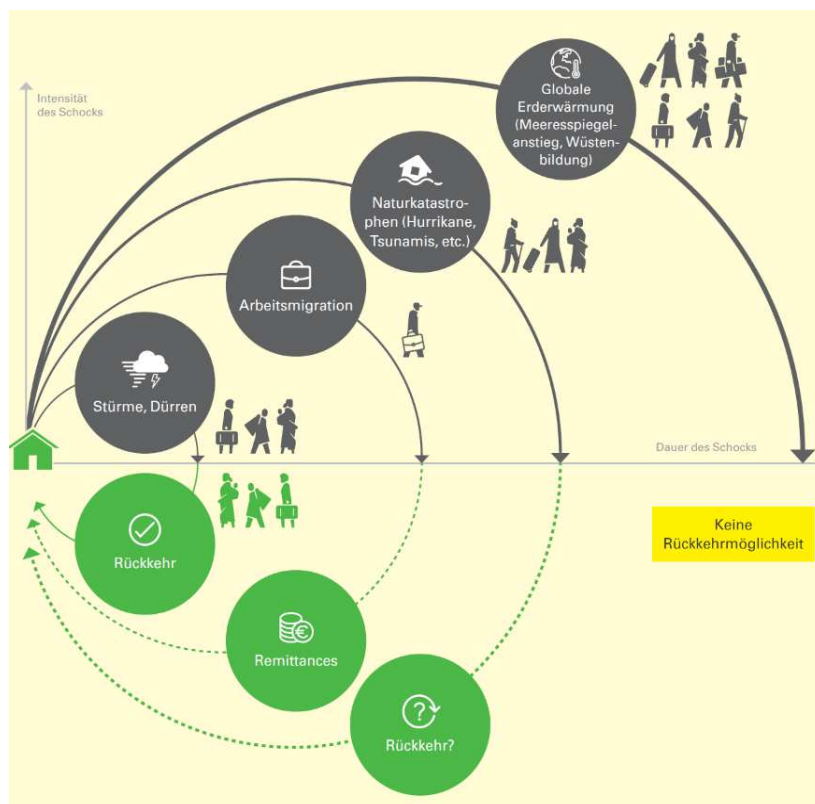 Intensität
des Schocks
Globale
Erderwärmung
(Meeresspiegel-
anstieg, Wüsten-
bildung)
Naturkatastro-
phen (Hurrikane,
Tsunamis, etc.)
Arbeitsmigration
Stürme, Dürren
Dauer des Schocks
Keine
Rückkehrmöglichkeit
Rückkehr
Remittances
Rückkehr?